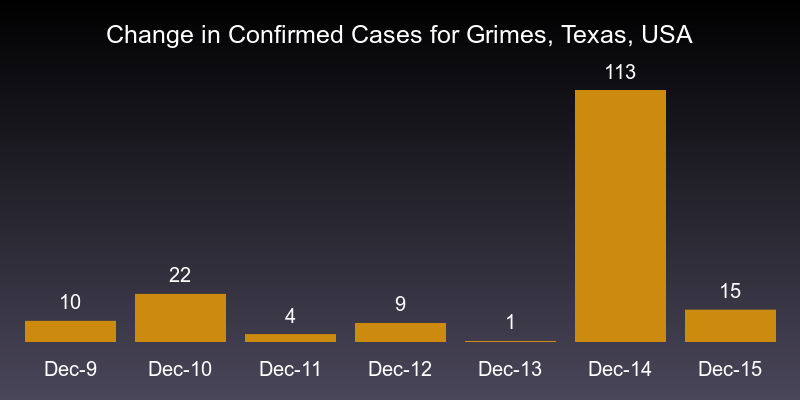 Change in Confirmed Cases for Grimes, Texas, USA
10
22
4
9
1
113
15
Dec-9
Dec-10
Dec-11
Dec-12
Dec-13
Dec-14
Dec-15